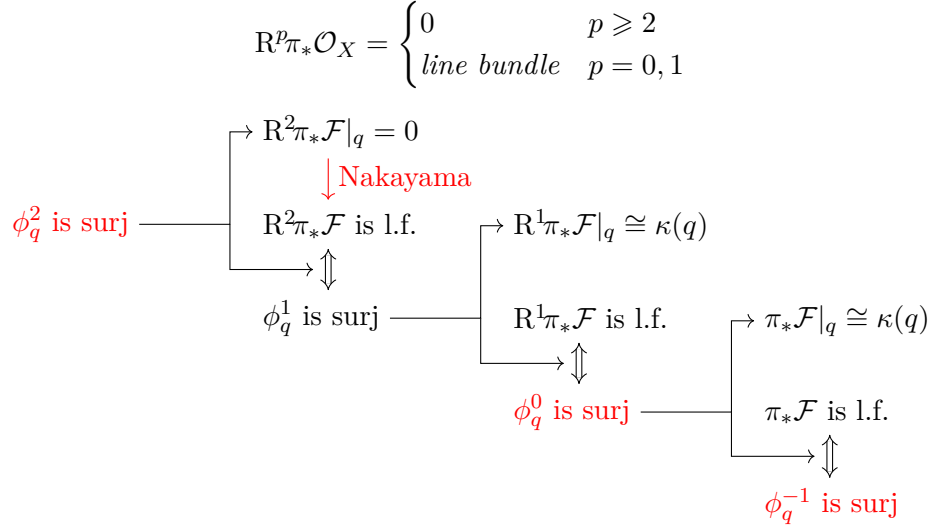 R^pπ_*𝒪_X = { 0 p ⩾ 2
line bundle p = 0, 1
R^2π_*ℱ|_q = 0
Nakayama
ϕ_q^2 is surj
R^2π_*ℱ is l.f.
R^1π_*ℱ|_q ≅ κ(q)
ϕ_q^1 is surj
R^1π_*ℱ is l.f.
π_*ℱ|_q ≅ κ(q)
ϕ_q^0 is surj
π_*ℱ is l.f.
ϕ_q^{-1} is surj